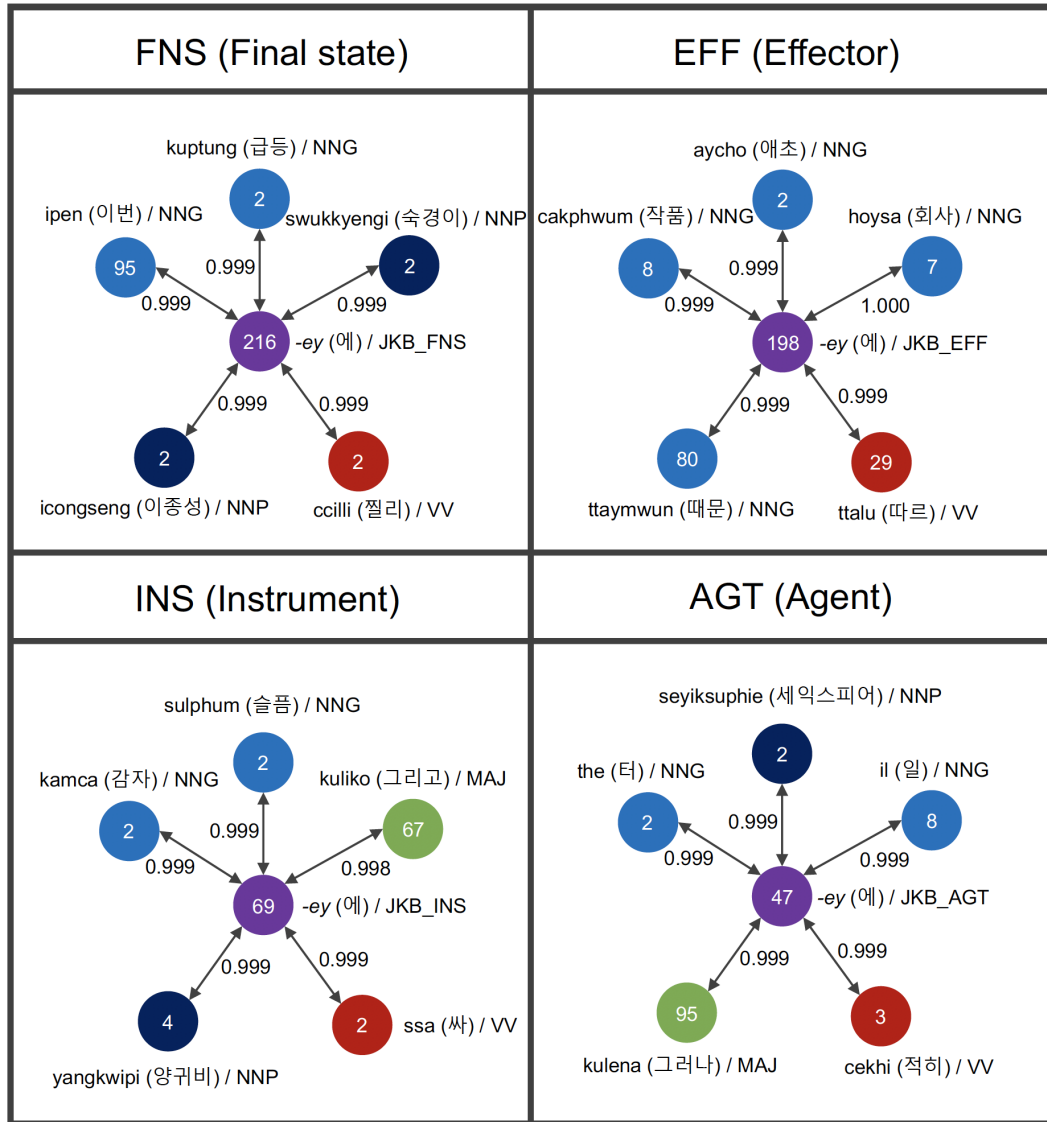 FNS (Final state)
kuptung (급등) / NNG
2
ipen (이번) / NNG
swukkyengi (숙경이) / NNP
95
0.999
2
0.999
0.999
216
-ey (에) / JKB_FNS
0.999
0.999
2
2
icongseng (이종성) / NNP
ccilli (찔리) / VV
EFF (Effector)
aycho (애초) / NNG
2
cakphwum (작품) / NNG
hoysa (회사) / NNG
8
0.999
7
0.999
1.000
198
-ey (에) / JKB_EFF
0.999
0.999
80
29
ttaymwun (때문) / NNG
ttalu (따르) / VV
INS (Instrument)
sulphum (슬픔) / NNG
2
kamca (감자) / NNG
kuliko (그리고) / MAJ
2
0.999
67
0.999
0.998
69
-ey (에) / JKB_INS
0.999
0.999
4
2
ssa (싸) / VV
yangkwipi (양귀비) / NNP
AGT (Agent)
seyiksuphie (세익스피어) / NNP
2
the (터) / NNG
il (일) / NNG
2
0.999
8
0.999
0.999
47
-ey (에) / JKB_AGT
0.999
0.999
95
3
kulena (그러나) / MAJ
cekhi (적히) / VV